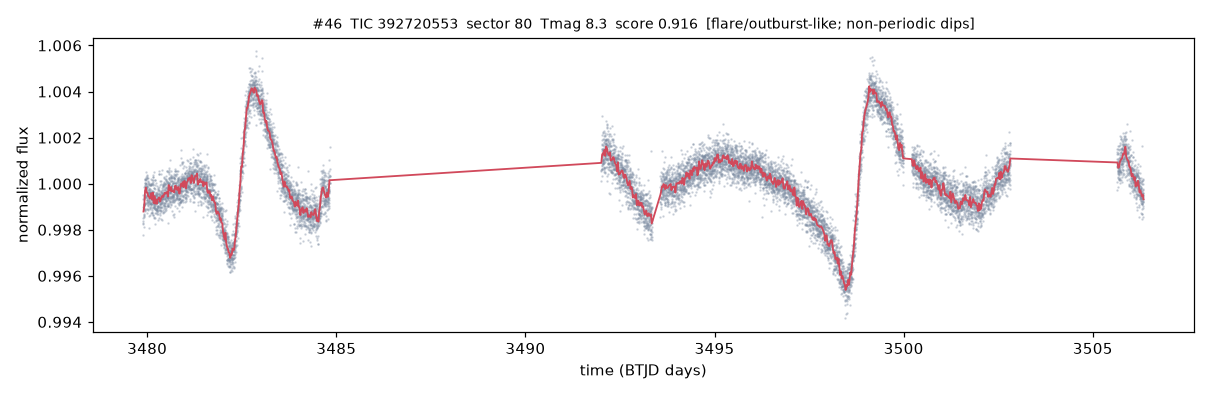 #46 TIC 392720553 sector 80 Tmag 8.3 score 0.916 [flare/outburst-like; non-periodic dips]
normalized flux
1.006
1.004
1.002
1.000
0.998
0.996
0.994
3480 3485 3490 3495 3500 3505
time (BTJD days)